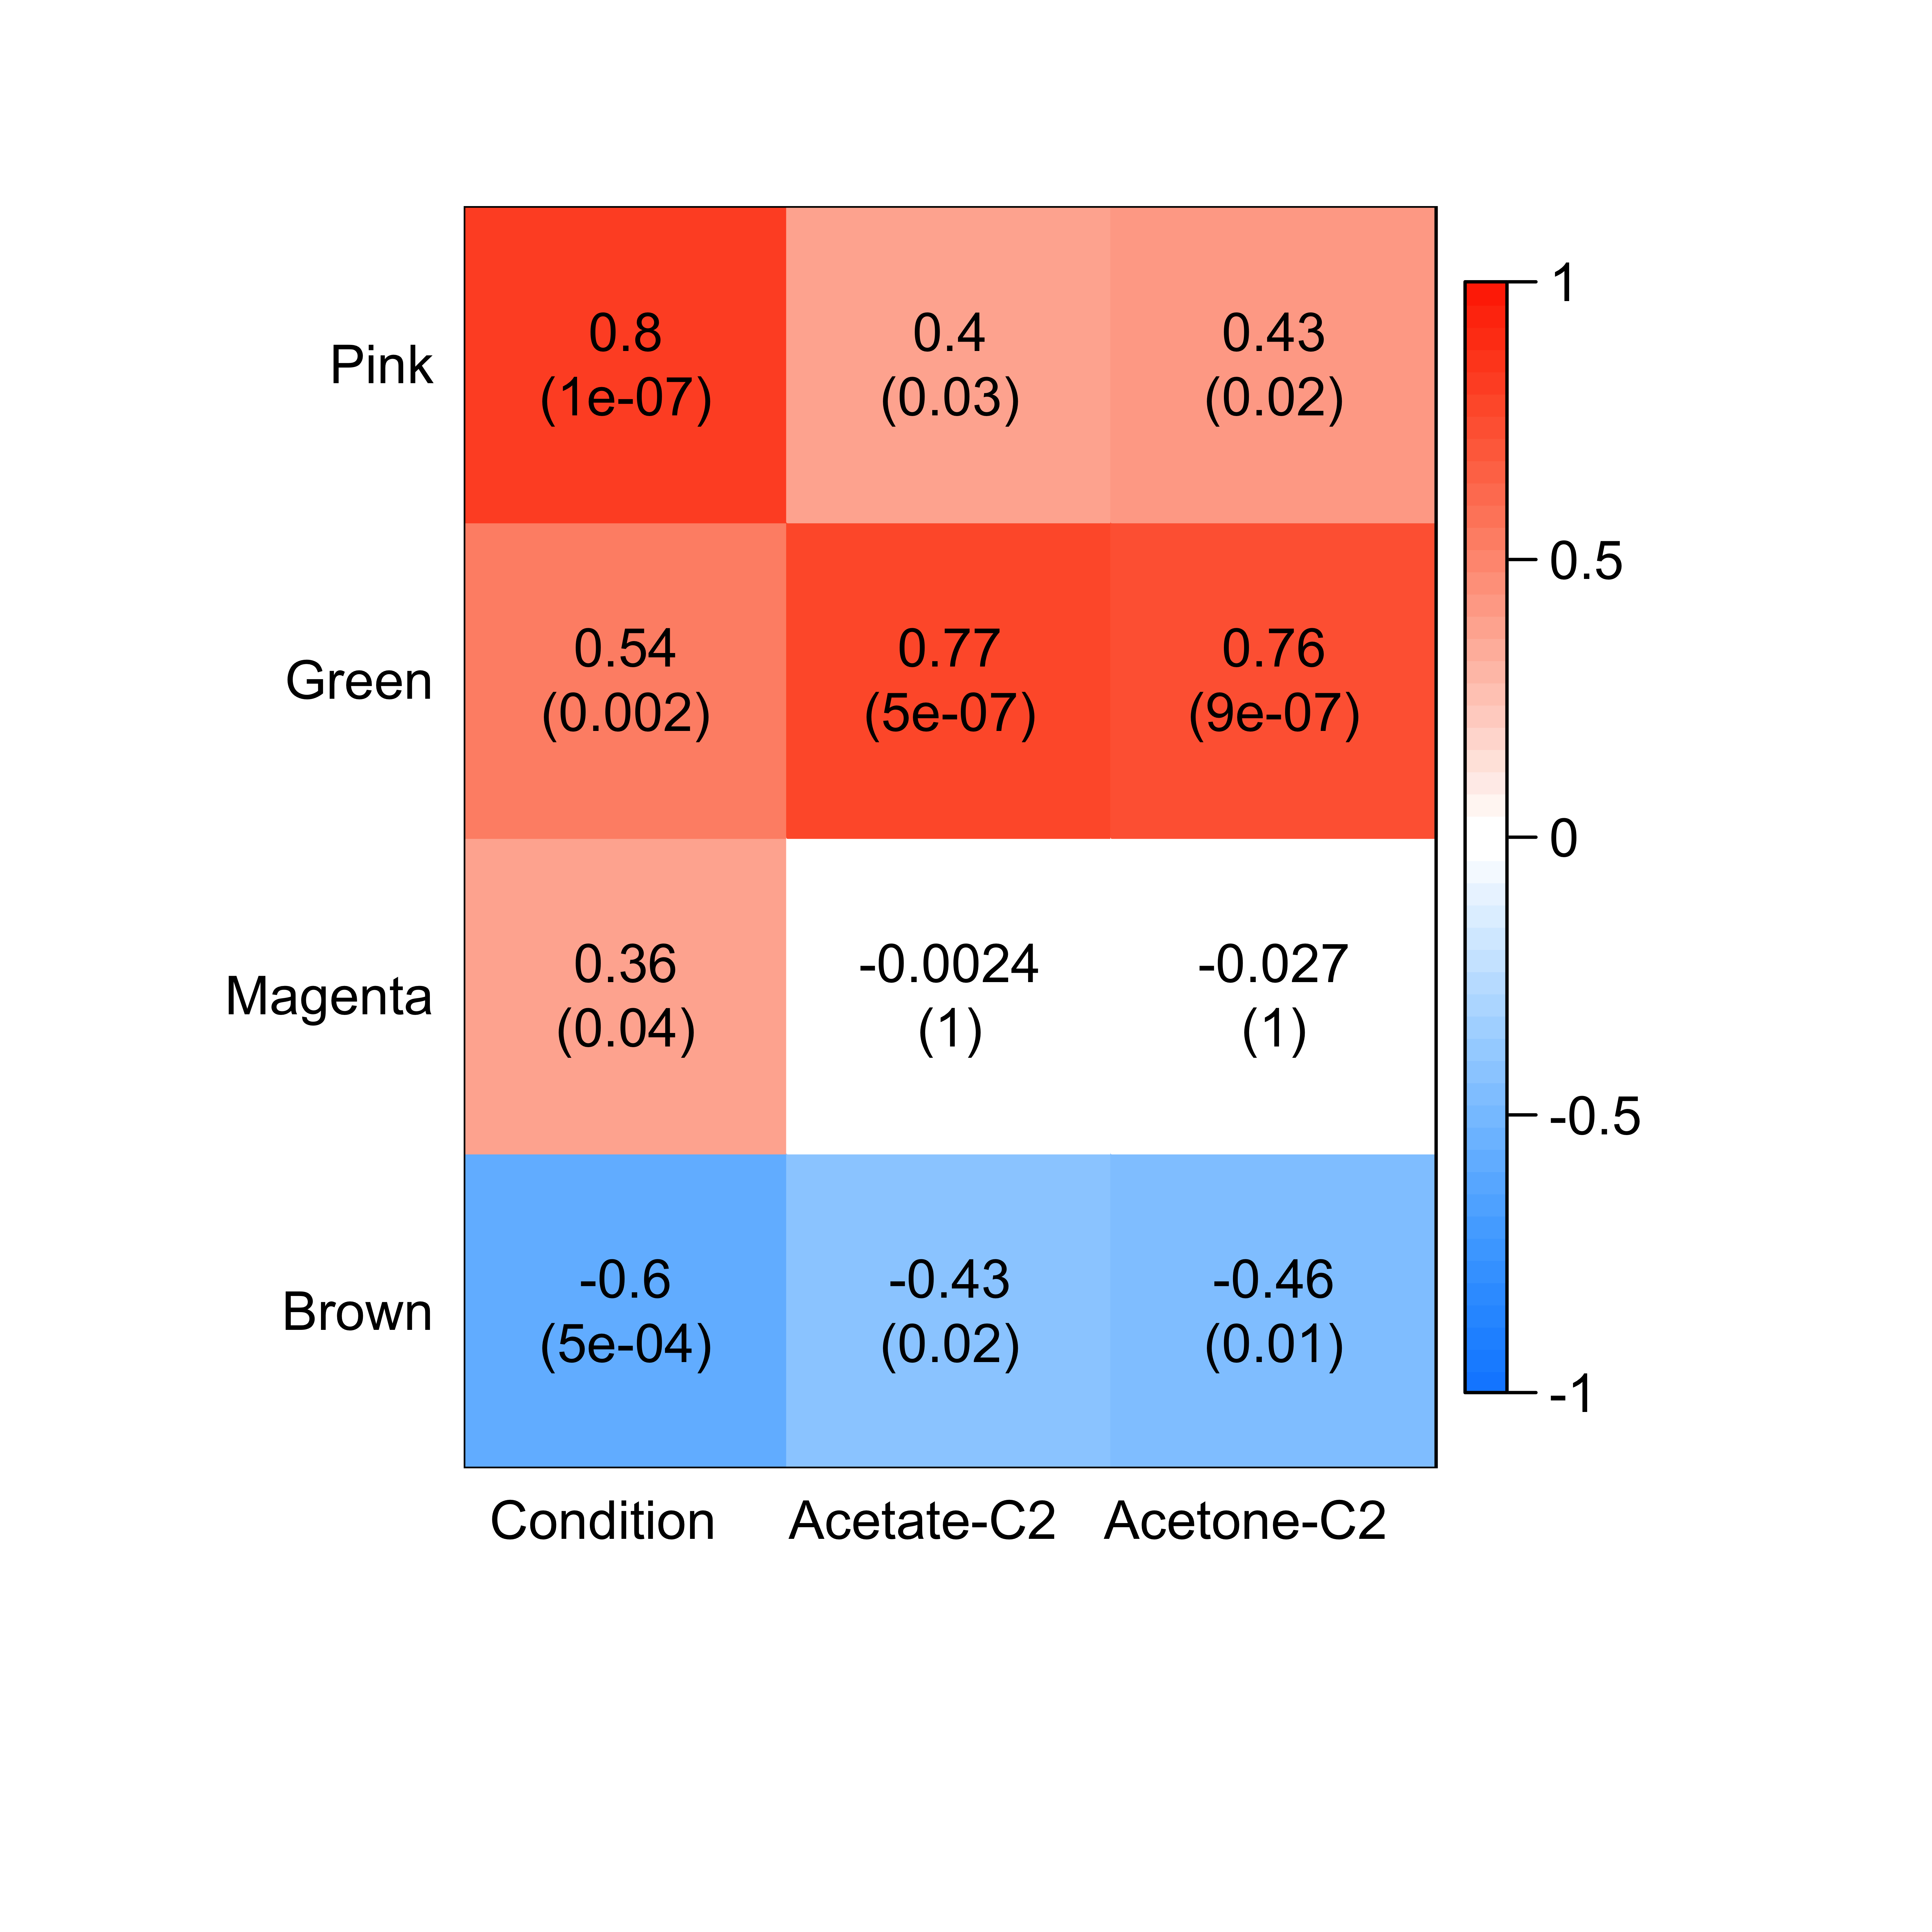 Pink
0.8
(1e-07)
0.4
(0.03)
0.43
(0.02)
Green
0.54
(0.002)
0.77
(5e-07)
0.76
(9e-07)
Magenta
0.36
(0.04)
-0.0024
(1)
-0.027
(1)
Brown
-0.6
(5e-04)
-0.43
(0.02)
-0.46
(0.01)
Condition
Acetate-C2
Acetone-C2
1
0.5
0
-0.5
-1